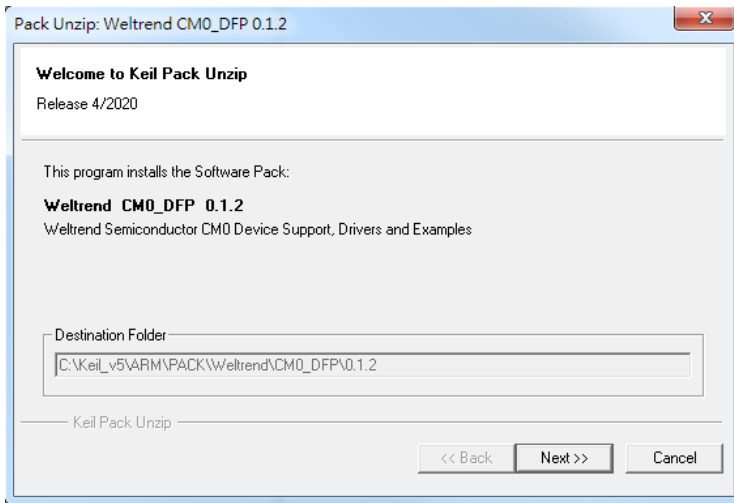 Pack Unzip: Weltrend CM0_DFP 0.1.2
Welcome to Keil Pack Unzip
Release 4/2020
This program installs the Software Pack:
Weltrend CM0_DFP 0.1.2
Weltrend Semiconductor CM0 Device Support, Drivers and Examples
Destination Folder
C:\Keil_v5\ARM\PACK\Weltrend\CM0_DFP\0.1.2
Keil Pack Unzip
<< Back
Next >>
Cancel